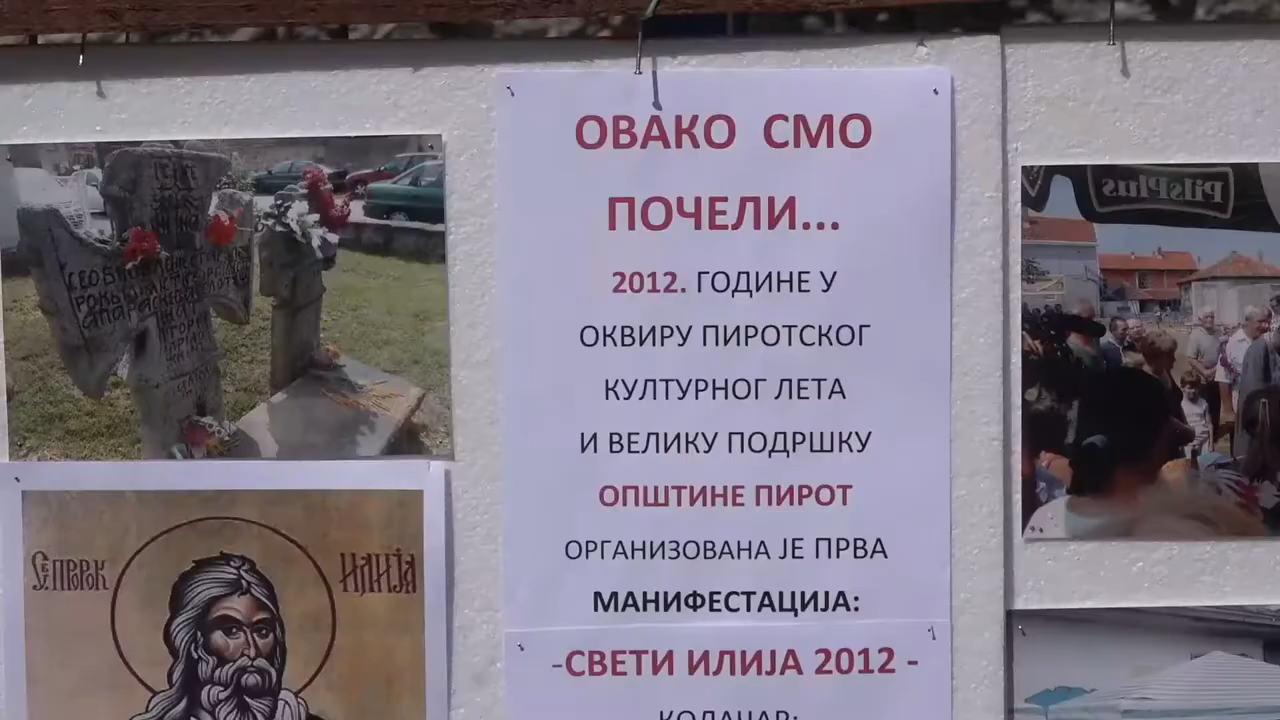 ОВАКО СМО
ПОЧЕЛИ...
2012. ГОДИНЕ У
ОКВИРУ ПИРОТСКОГ
КУЛТУРНОГ ЛЕТА
И ВЕЛИКУ ПОДРШКУ
ОПШТИНЕ ПИРОТ
ОРГАНИЗОВАНА ЈЕ ПРВА
МАНИФЕСТАЦИЈА:
-СВЕТИ ИЛИЈА 2012 -
КОЛАЧАР:
ПРОРОК ИЛИЈА
PilsPlus